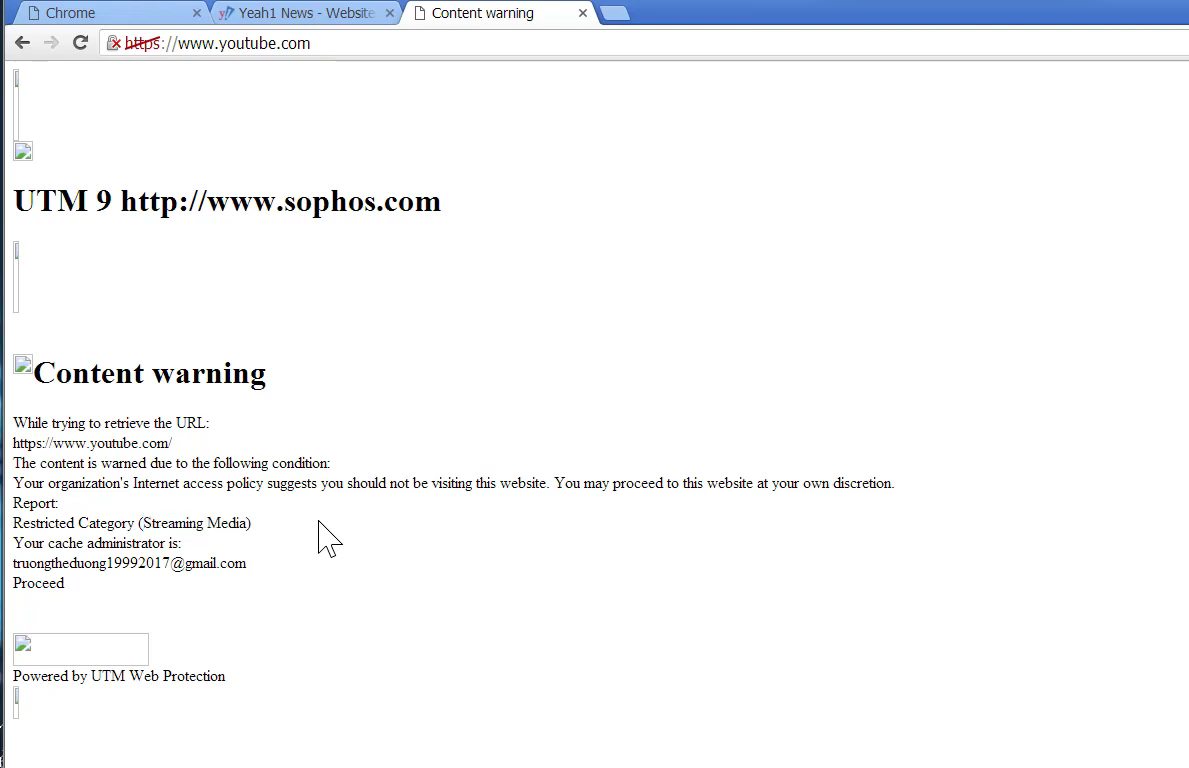 Chrome
Yeah1 News - Website
Content warning
https://www.youtube.com
UTM 9 http://www.sophos.com
Content warning
While trying to retrieve the URL:
https://www.youtube.com/
The content is warned due to the following condition:
Your organization's Internet access policy suggests you should not be visiting this website. You may proceed to this website at your own discretion.
Report:
Restricted Category (Streaming Media)
Your cache administrator is:
truongtheduong19992017@gmail.com
Proceed
Powered by UTM Web Protection